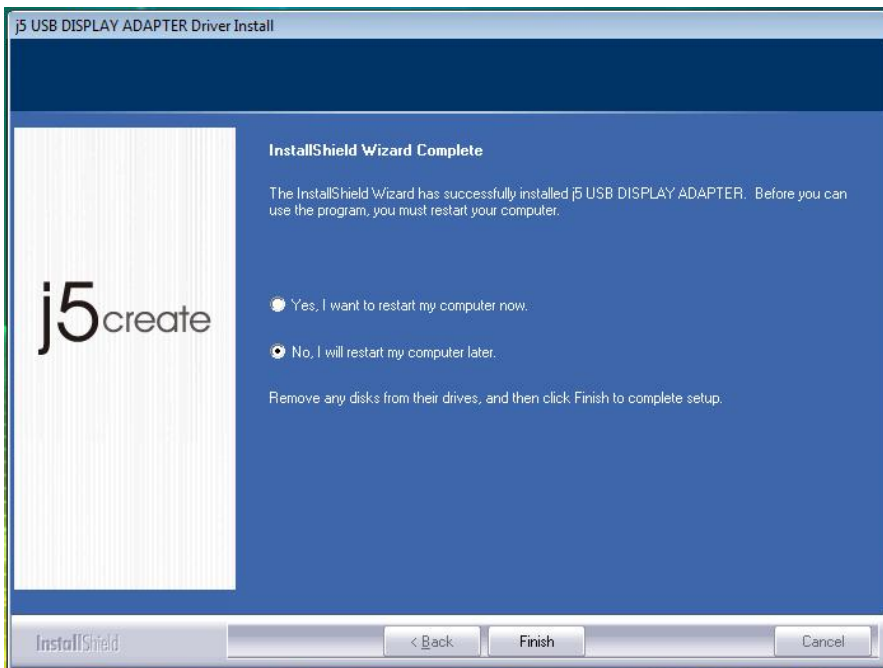 j5 USB DISPLAY ADAPTER Driver Install
InstallShield Wizard Complete
The InstallShield Wizard has successfully installed j5 USB DISPLAY ADAPTER. Before you can
use the program, you must restart your computer.
j5create
Yes, I want to restart my computer now.
No, I will restart my computer later.
Remove any disks from their drives, and then click Finish to complete setup.
InstallShield
< Back
Finish
Cancel